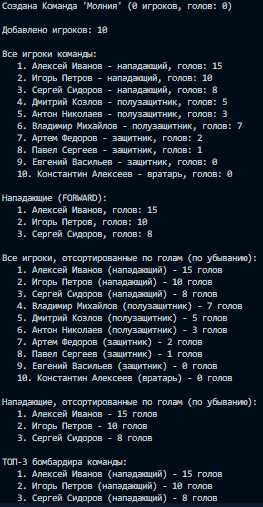 Создана Команда 'Молния' (0 игроков, голов: 0)
Добавлено игроков: 10
Все игроки команды:
1. Алексей Иванов - нападающий, голов: 15
2. Игорь Петров - нападающий, голов: 10
3. Сергей Сидоров - нападающий, голов: 8
4. Дмитрий Козлов - полузащитник, голов: 5
5. Антон Николаев - полузащитник, голов: 3
6. Владимир Михайлов - полузащитник, голов: 7
7. Артем Федоров - защитник, голов: 2
8. Павел Сергеев - защитник, голов: 1
9. Евгений Васильев - защитник, голов: 0
10. Константин Алексеев - вратарь, голов: 0
Нападающие (FORWARD):
1. Алексей Иванов, голов: 15
2. Игорь Петров, голов: 10
3. Сергей Сидоров, голов: 8
Все игроки, отсортированные по голам (по убыванию):
1. Алексей Иванов (нападающий) - 15 голов
2. Игорь Петров (нападающий) - 10 голов
3. Сергей Сидоров (нападающий) - 8 голов
4. Владимир Михайлов (полузащитник) - 7 голов
5. Дмитрий Козлов (полузащитник) - 5 голов
6. Антон Николаев (полузащитник) - 3 голов
7. Артем Федоров (защитник) - 2 голов
8. Павел Сергеев (защитник) - 1 голов
9. Евгений Васильев (защитник) - 0 голов
10. Константин Алексеев (вратарь) - 0 голов
Нападающие, отсортированные по голам (по убыванию):
1. Алексей Иванов - 15 голов
2. Игорь Петров - 10 голов
3. Сергей Сидоров - 8 голов
ТОП-3 бомбардира команды:
1. Алексей Иванов (нападающий) - 15 голов
2. Игорь Петров (нападающий) - 10 голов
3. Сергей Сидоров (нападающий) - 8 голов